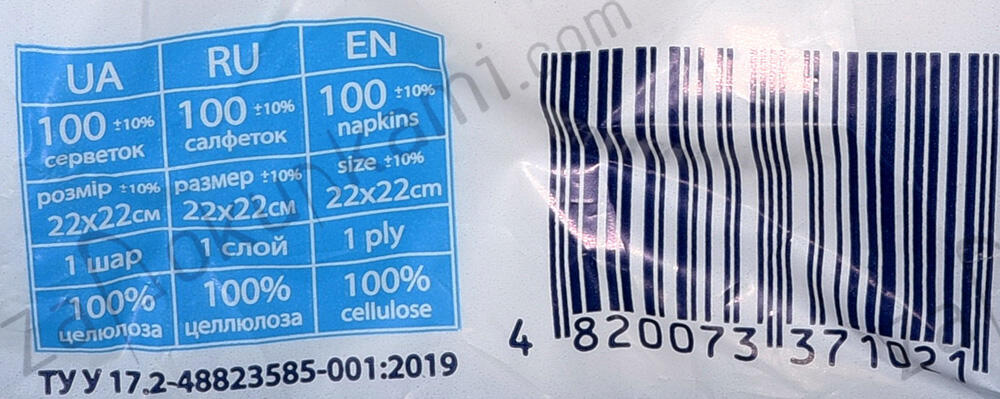 UA RU EN
100 ±10% серветок 100 ±10% салфеток 100 ±10% napkins
розмір ±10% 22x22см размер ±10% 22x22см size ±10% 22x22cm
1 шар 1 слой 1 ply
100% целюлоза 100% целлюлоза 100% cellulose
ТУ У 17.2-48823585-001:2019
4 820073 371021
zapokupkami.com